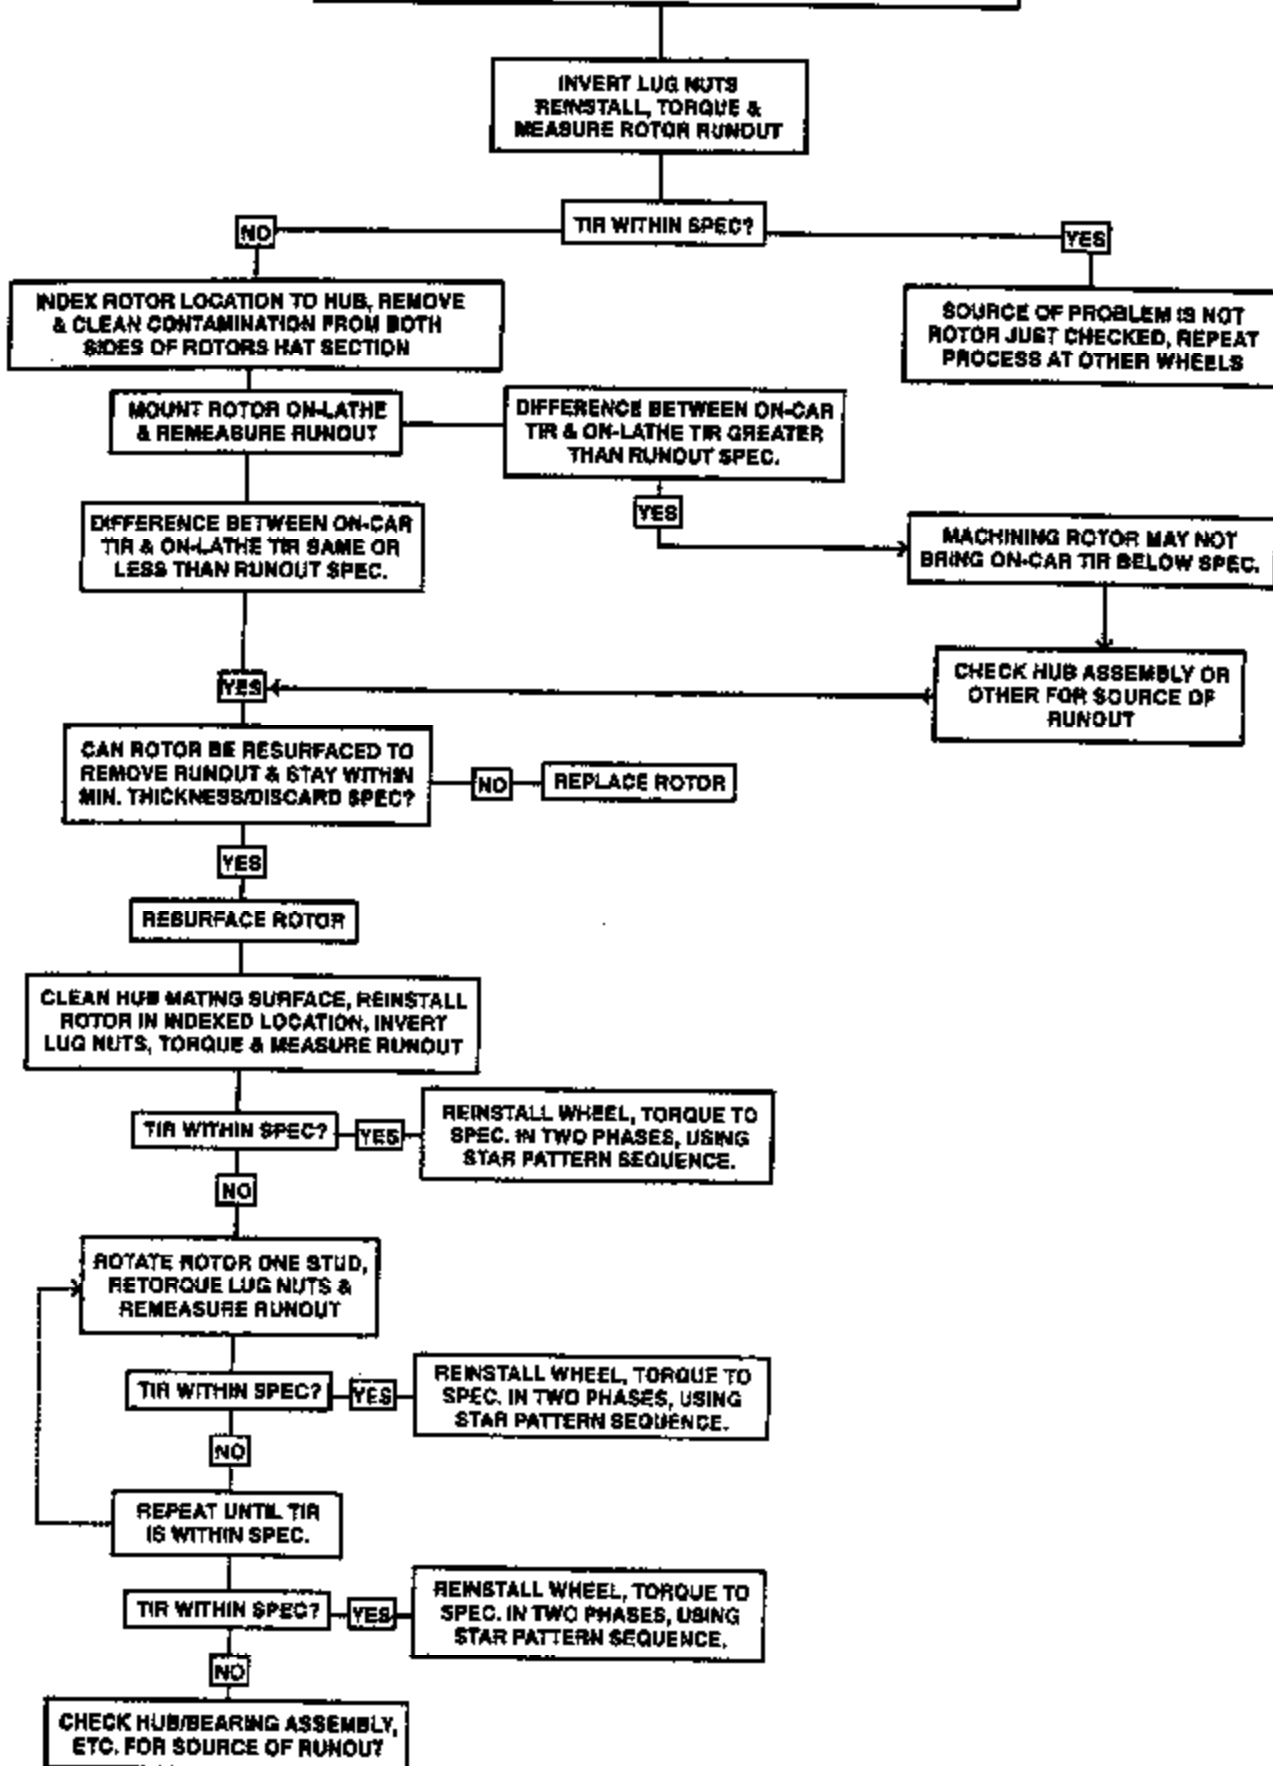 INVERT LUG NUTS
REINSTALL, TORQUE &
MEASURE ROTOR RUNOUT
TIR WITHIN SPEC?
NO
YES
INDEX ROTOR LOCATION TO HUB, REMOVE
& CLEAN CONTAMINATION FROM BOTH
SIDES OF ROTORS HAT SECTION
SOURCE OF PROBLEM IS NOT
ROTOR JUST CHECKED, REPEAT
PROCESS AT OTHER WHEELS
MOUNT ROTOR ON-LATHE
& REMEASURE RUNOUT
DIFFERENCE BETWEEN ON-CAR
TIR & ON-LATHE TIR GREATER
THAN RUNOUT SPEC.
YES
DIFFERENCE BETWEEN ON-CAR
TIR & ON-LATHE TIR SAME OR
LESS THAN RUNOUT SPEC.
MACHINING ROTOR MAY NOT
BRING ON-CAR TIR BELOW SPEC.
YES
CHECK HUB ASSEMBLY OR
OTHER FOR SOURCE OF
RUNOUT
CAN ROTOR BE RESURFACED TO
REMOVE RUNOUT & STAY WITHIN
MIN. THICKNESS/DISCARD SPEC?
NO
REPLACE ROTOR
YES
RESURFACE ROTOR
CLEAN HUB MATING SURFACE, REINSTALL
ROTOR IN INDEXED LOCATION, INVERT
LUG NUTS, TORQUE & MEASURE RUNOUT
TIR WITHIN SPEC?
YES
REINSTALL WHEEL, TORQUE TO
SPEC. IN TWO PHASES, USING
STAR PATTERN SEQUENCE.
NO
ROTATE ROTOR ONE STUD,
RETORQUE LUG NUTS &
REMEASURE RUNOUT
TIR WITHIN SPEC?
YES
REINSTALL WHEEL, TORQUE TO
SPEC. IN TWO PHASES, USING
STAR PATTERN SEQUENCE.
NO
REPEAT UNTIL TIR
IS WITHIN SPEC.
TIR WITHIN SPEC?
YES
REINSTALL WHEEL, TORQUE TO
SPEC. IN TWO PHASES, USING
STAR PATTERN SEQUENCE.
NO
CHECK HUB/BEARING ASSEMBLY,
ETC. FOR SOURCE OF RUNOUT